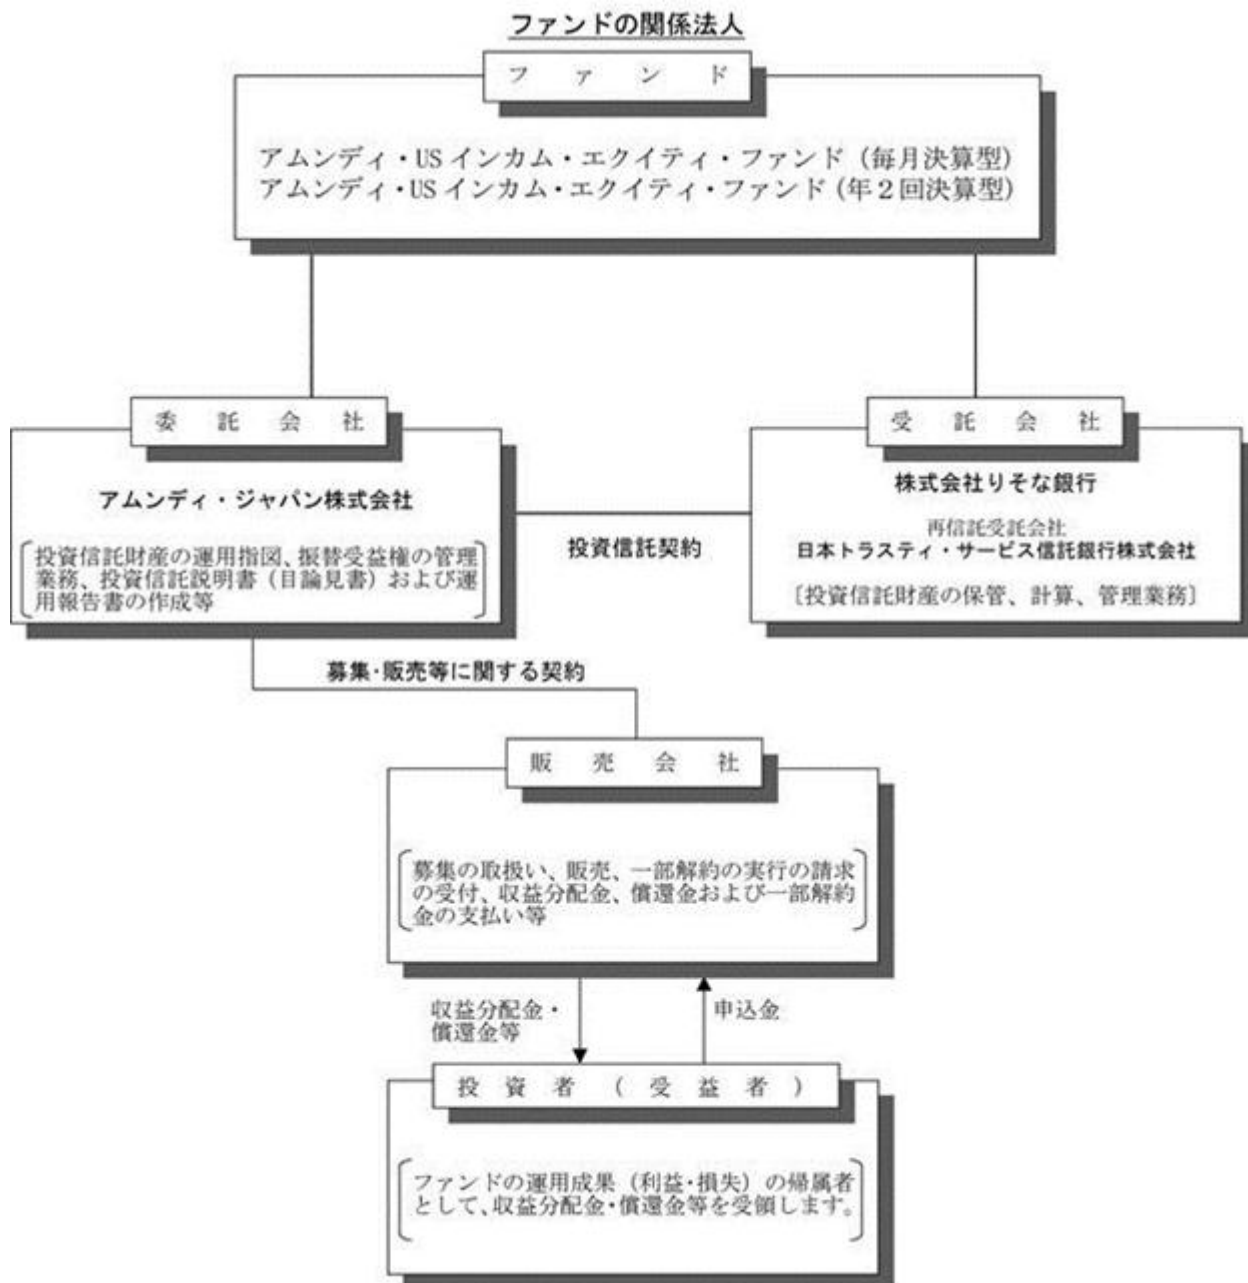 ファンドの関係法人
ファンド
アムンディ・USインカム・エクイティ・ファンド（毎月決算型）
アムンディ・USインカム・エクイティ・ファンド（年２回決算型）
委託会社
アムンディ・ジャパン株式会社
投資信託財産の運用指図、振替受益権の管理
業務、投資信託説明書（目論見書）および運
用報告書の作成等
投資信託契約
受託会社
株式会社りそな銀行
再信託受託会社
日本トラスティ・サービス信託銀行株式会社
〔投資信託財産の保管、計算、管理業務〕
募集・販売等に関する契約
販売会社
募集の取扱い、販売、一部解約の実行の請求
の受付、収益分配金、償還金および一部解約
金の支払い等
収益分配金・
償還金等
申込金
投資者（受益者）
ファンドの運用成果（利益・損失）の帰属者
として、収益分配金・償還金等を受領します。